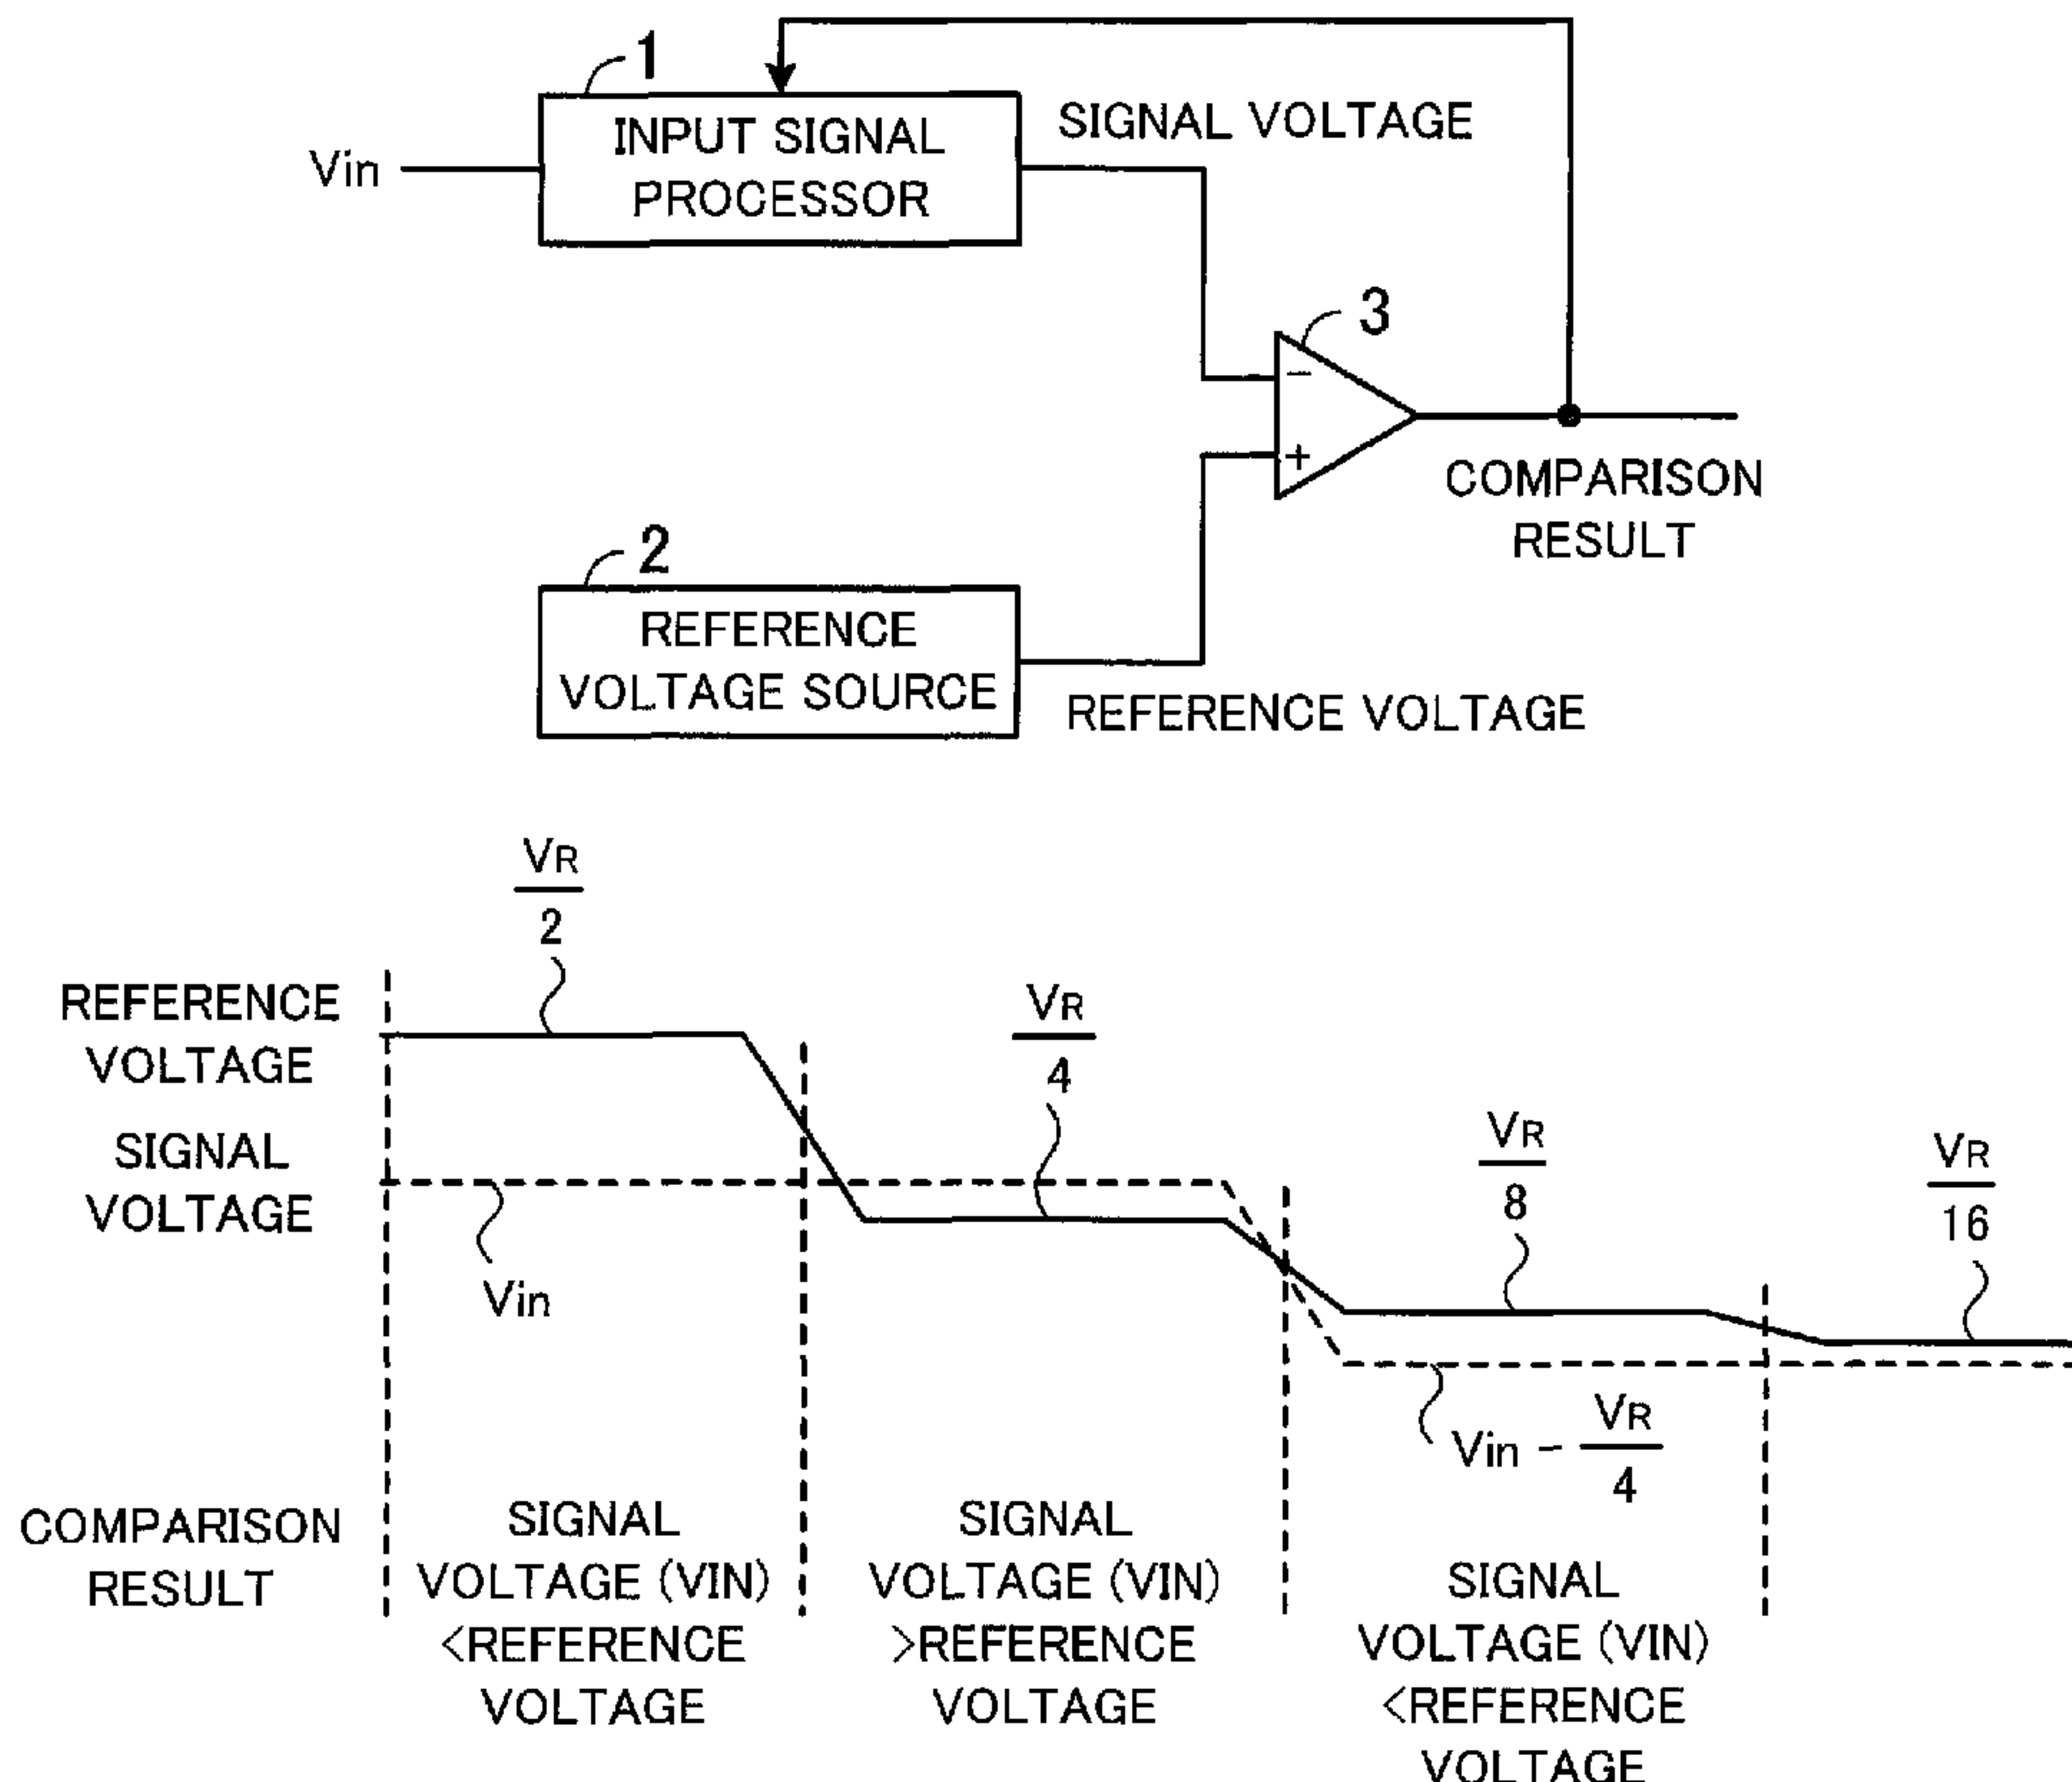 1
INPUT SIGNAL
PROCESSOR
Vin
SIGNAL VOLTAGE
3
−
+
COMPARISON
RESULT
2
REFERENCE
VOLTAGE SOURCE
REFERENCE VOLTAGE
VR
2
REFERENCE
VOLTAGE
VR
4
SIGNAL
VOLTAGE
VR
8
VR
16
Vin
Vin − VR
4
COMPARISON
RESULT
SIGNAL
VOLTAGE (VIN)
<REFERENCE
VOLTAGE
SIGNAL
VOLTAGE (VIN)
>REFERENCE
VOLTAGE
SIGNAL
VOLTAGE (VIN)
<REFERENCE
VOLTAGE